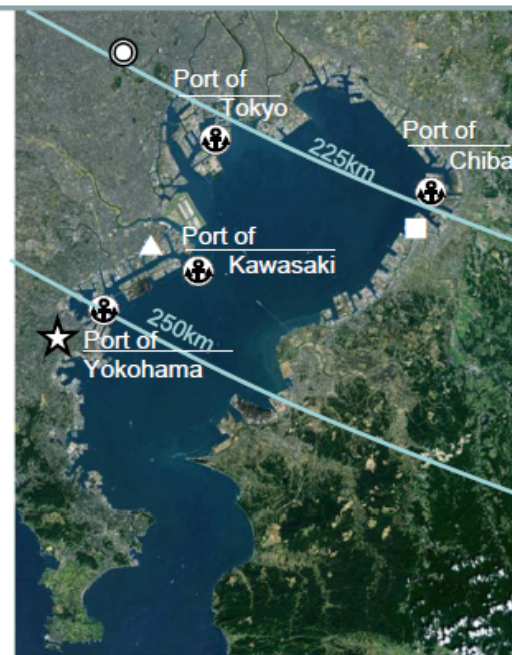 Port of
Tokyo
Port of
Chiba
225km
Port of
Kawasaki
250km
Port of
Yokohama